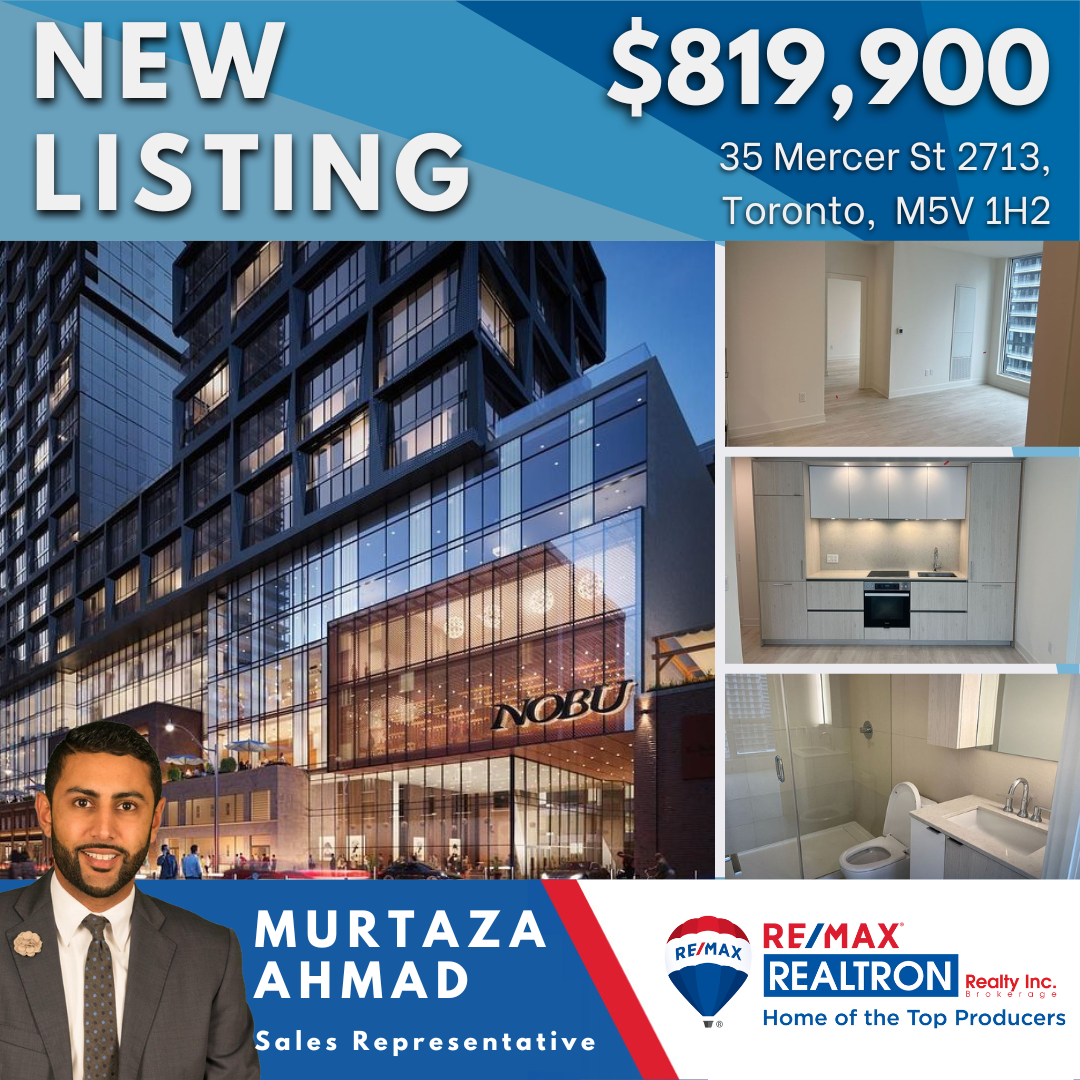 NEW
LISTING
$819,900
35 Mercer St 2713,
Toronto, M5V 1H2
NOBU
MURTAZA
AHMAD
Sales Representative
RE/MAX
RE/MAX®
REALTRON Realty Inc.
Brokerage
®
Home of the Top Producers